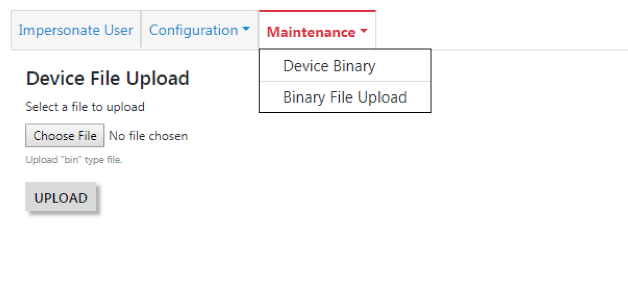 Impersonate User Configuration Maintenance
Device Binary
Binary File Upload
Device File Upload
Select a file to upload
Choose File No file chosen
Upload "bin" type file.
UPLOAD